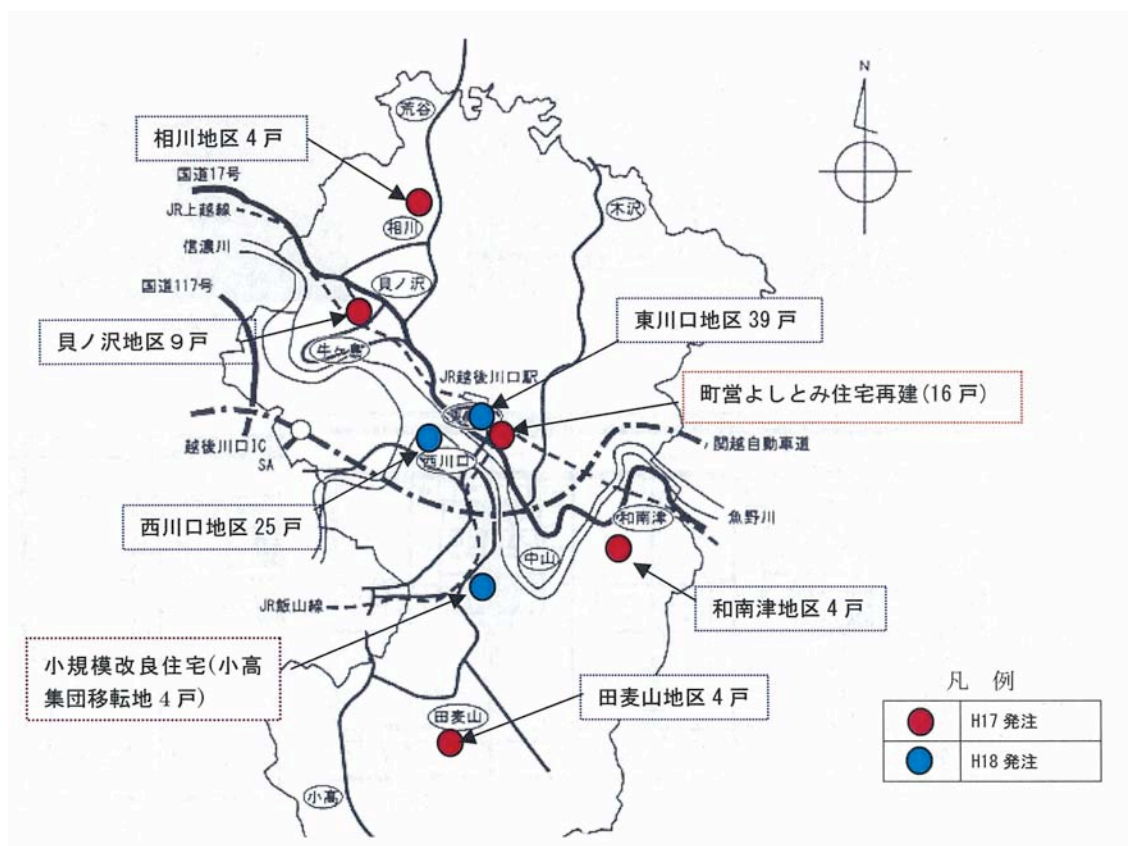 N
荒谷
相川地区 4 戸
国道17号
木沢
JR上越線
相川
信濃川
国道117号
貝ノ沢
東川口地区 39 戸
貝ノ沢地区 9 戸
牛ヶ島
JR越後川口駅
町営よしとみ住宅再建(16 戸)
関越自動車道
越後川口IC
SA
西川口
西川口地区 25 戸
和南津
魚野川
中山
JR飯山線
和南津地区 4 戸
小規模改良住宅(小高
集団移転地 4 戸)
田麦山地区 4 戸
田麦山
小高
凡 例
H17 発注
H18 発注